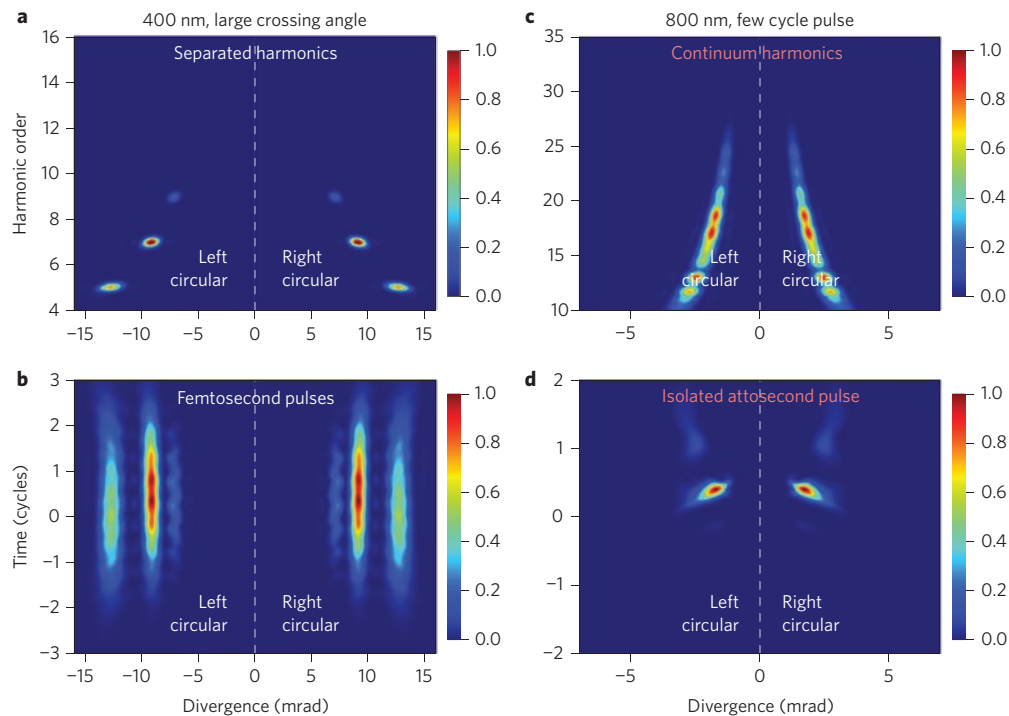 a
400 nm, large crossing angle
16
14
12
10
8
6
4
Harmonic order
Separated harmonics
Left
circular
Right
circular
−15
−10
−5
0
5
10
15
1.0
0.8
0.6
0.4
0.2
0.0
c
800 nm, few cycle pulse
35
30
25
20
15
10
Continuum harmonics
Left
circular
Right
circular
−5
0
5
1.0
0.8
0.6
0.4
0.2
0.0
b
3
2
1
0
−1
−2
−3
Time (cycles)
Femtosecond pulses
Left
circular
Right
circular
−15
−10
−5
0
5
10
15
Divergence (mrad)
1.0
0.8
0.6
0.4
0.2
0.0
d
2
1
0
−1
−2
Isolated attosecond pulse
Left
circular
Right
circular
−5
0
5
Divergence (mrad)
1.0
0.8
0.6
0.4
0.2
0.0